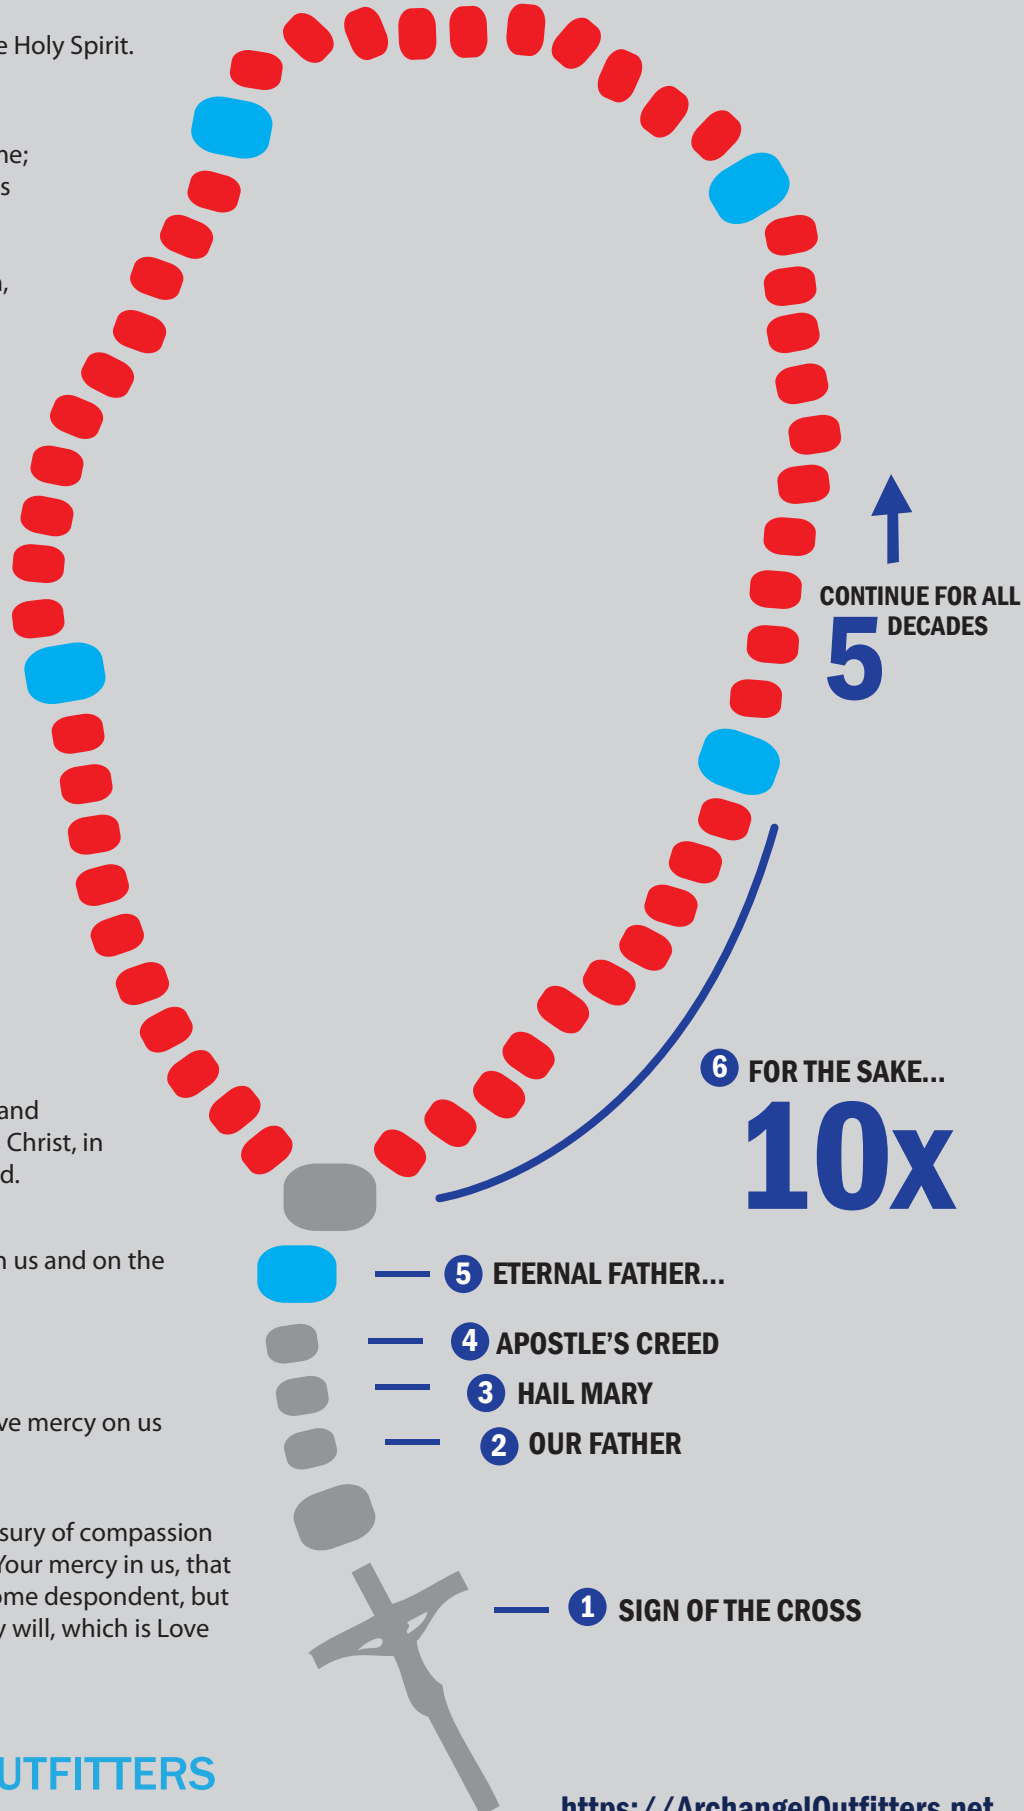 e Holy Spirit.
ne;
s
,
CONTINUE FOR ALL
5 DECADES
6 FOR THE SAKE...
10x
and
Christ, in
d.
n us and on the
5 ETERNAL FATHER...
4 APOSTLE'S CREED
3 HAIL MARY
ve mercy on us
2 OUR FATHER
sury of compassion
Your mercy in us, that
ome despondent, but
y will, which is Love
1 SIGN OF THE CROSS
UTFITTERS
https://ArchangelOutfitters.net